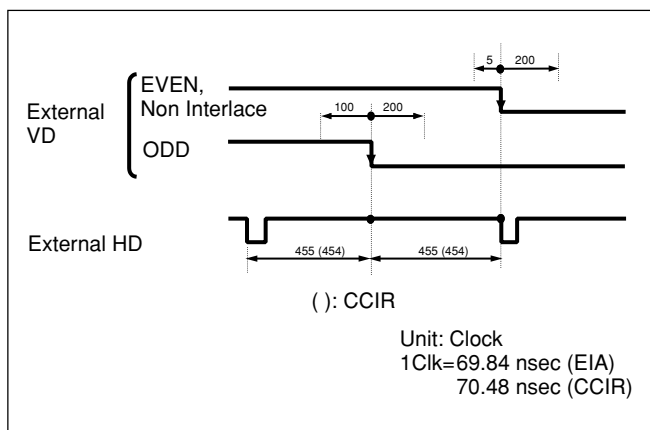 5 200
EVEN,
Non Interlace
External
VD
100 200
ODD
External HD
455 (454) 455 (454)
( ): CCIR
Unit: Clock
1Clk=69.84 nsec (EIA)
70.48 nsec (CCIR)